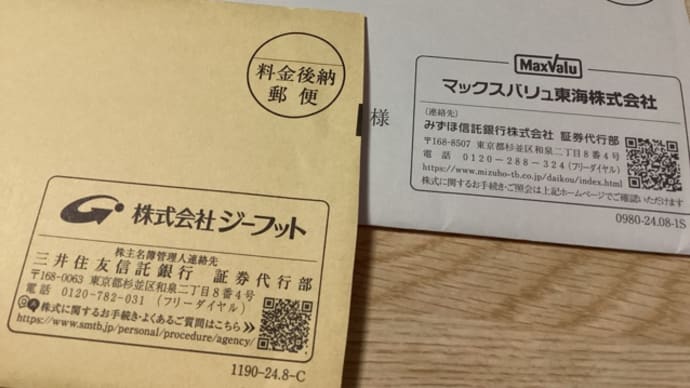 料金後納
郵便
株式会社ジーフット
株主名簿管理人連絡先
三井住友信託銀行 証券代行部
〒168-0063 東京都杉並区和泉二丁目8番4号
電話 0120-782-031 (フリーダイヤル)
株式に関するお手続き・よくあるご質問はこちら
https://www.smtb.jp/personal/procedure/agency/
1190-24.8-C
様
MaxValu
マックスバリュ東海株式会社
(連絡先)
みずほ信託銀行株式会社 証券代行部
〒168-8507 東京都杉並区和泉二丁目8番4号
電話 0120-288-324(フリーダイヤル)
https://www.mizuho-tb.co.jp/daikou/index.html
株式に関するお手続き・ご照会は上記ホームページでご確認いただけます
0980-24.08-1S